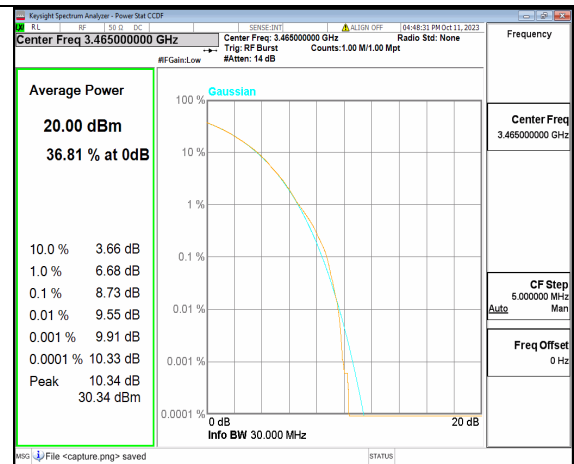 Keysight Spectrum Analyzer - Power Stat CCDF
RL RF 50 Ω DC SENSE:INT ALIGN OFF 04:48:31 PM Oct 11, 2023
Center Freq 3.465000000 GHz
Center Freq: 3.465000000 GHz Radio Std: None
Trig: RF Burst Counts:1.00 M/1.00 Mpt
#IFGain:Low #Atten: 14 dB
Frequency
Average Power
20.00 dBm
36.81 % at 0dB
10.0 % 3.66 dB
1.0 % 6.68 dB
0.1 % 8.73 dB
0.01 % 9.55 dB
0.001 % 9.91 dB
0.0001 % 10.33 dB
Peak 10.34 dB
30.34 dBm
Gaussian
100 %
10 %
1 %
0.1 %
0.01 %
0.001 %
0.0001 %
0 dB 20 dB
Info BW 30.000 MHz
Center Freq
3.465000000 GHz
CF Step
5.000000 MHz
Auto Man
Freq Offset
0 Hz
MSG File <capture.png> saved STATUS